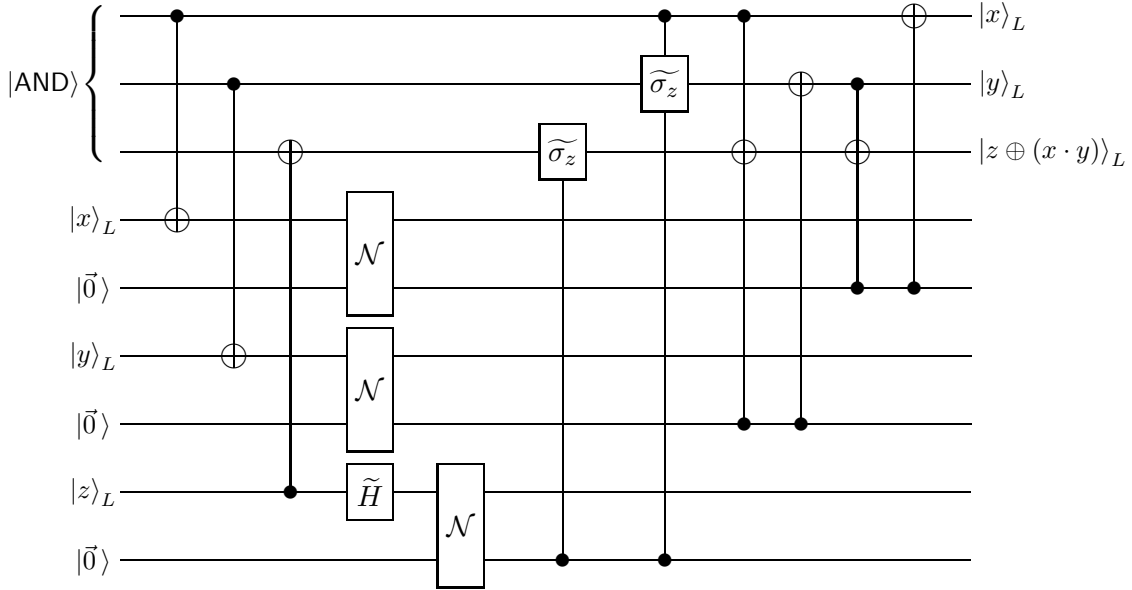 |x⟩_L
|AND⟩ σ̃_z |y⟩_L
σ̃_z |z ⊕ (x · y)⟩_L
|x⟩_L
𝒩
|0⃗⟩
|y⟩_L
𝒩
|0⃗⟩
|z⟩_L H̃
𝒩
|0⃗⟩